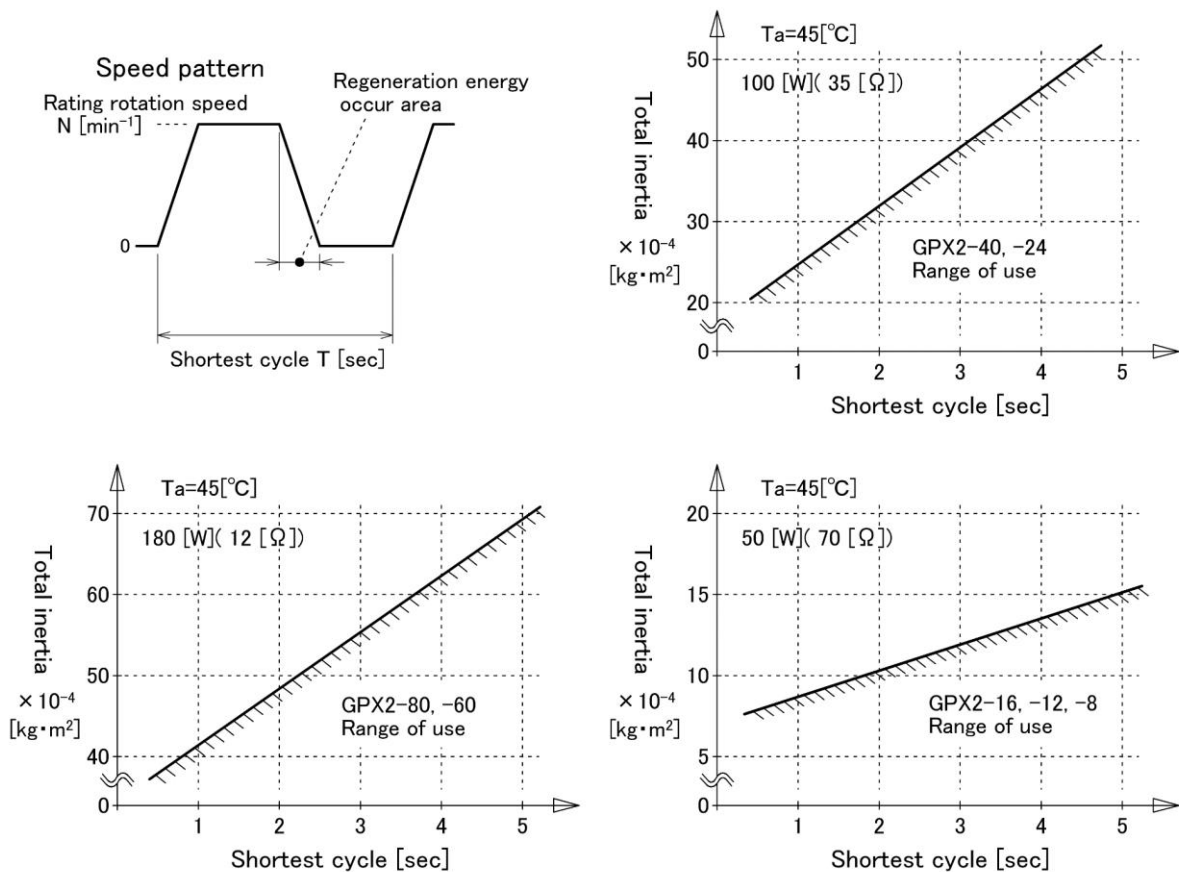 Speed pattern
Rating rotation speed
N [min⁻¹]
Regeneration energy
occur area
0
Shortest cycle T [sec]
Ta=45[℃]
100 [W]( 35 [Ω])
50
40
30
20
0
Total inertia
× 10⁻⁴
[kg・m²]
GPX2-40, -24
Range of use
1 2 3 4 5
Shortest cycle [sec]
Ta=45[℃]
180 [W]( 12 [Ω])
70
60
50
40
0
Total inertia
× 10⁻⁴
[kg・m²]
GPX2-80, -60
Range of use
1 2 3 4 5
Shortest cycle [sec]
Ta=45[℃]
50 [W]( 70 [Ω])
20
15
10
5
0
Total inertia
× 10⁻⁴
[kg・m²]
GPX2-16, -12, -8
Range of use
1 2 3 4 5
Shortest cycle [sec]